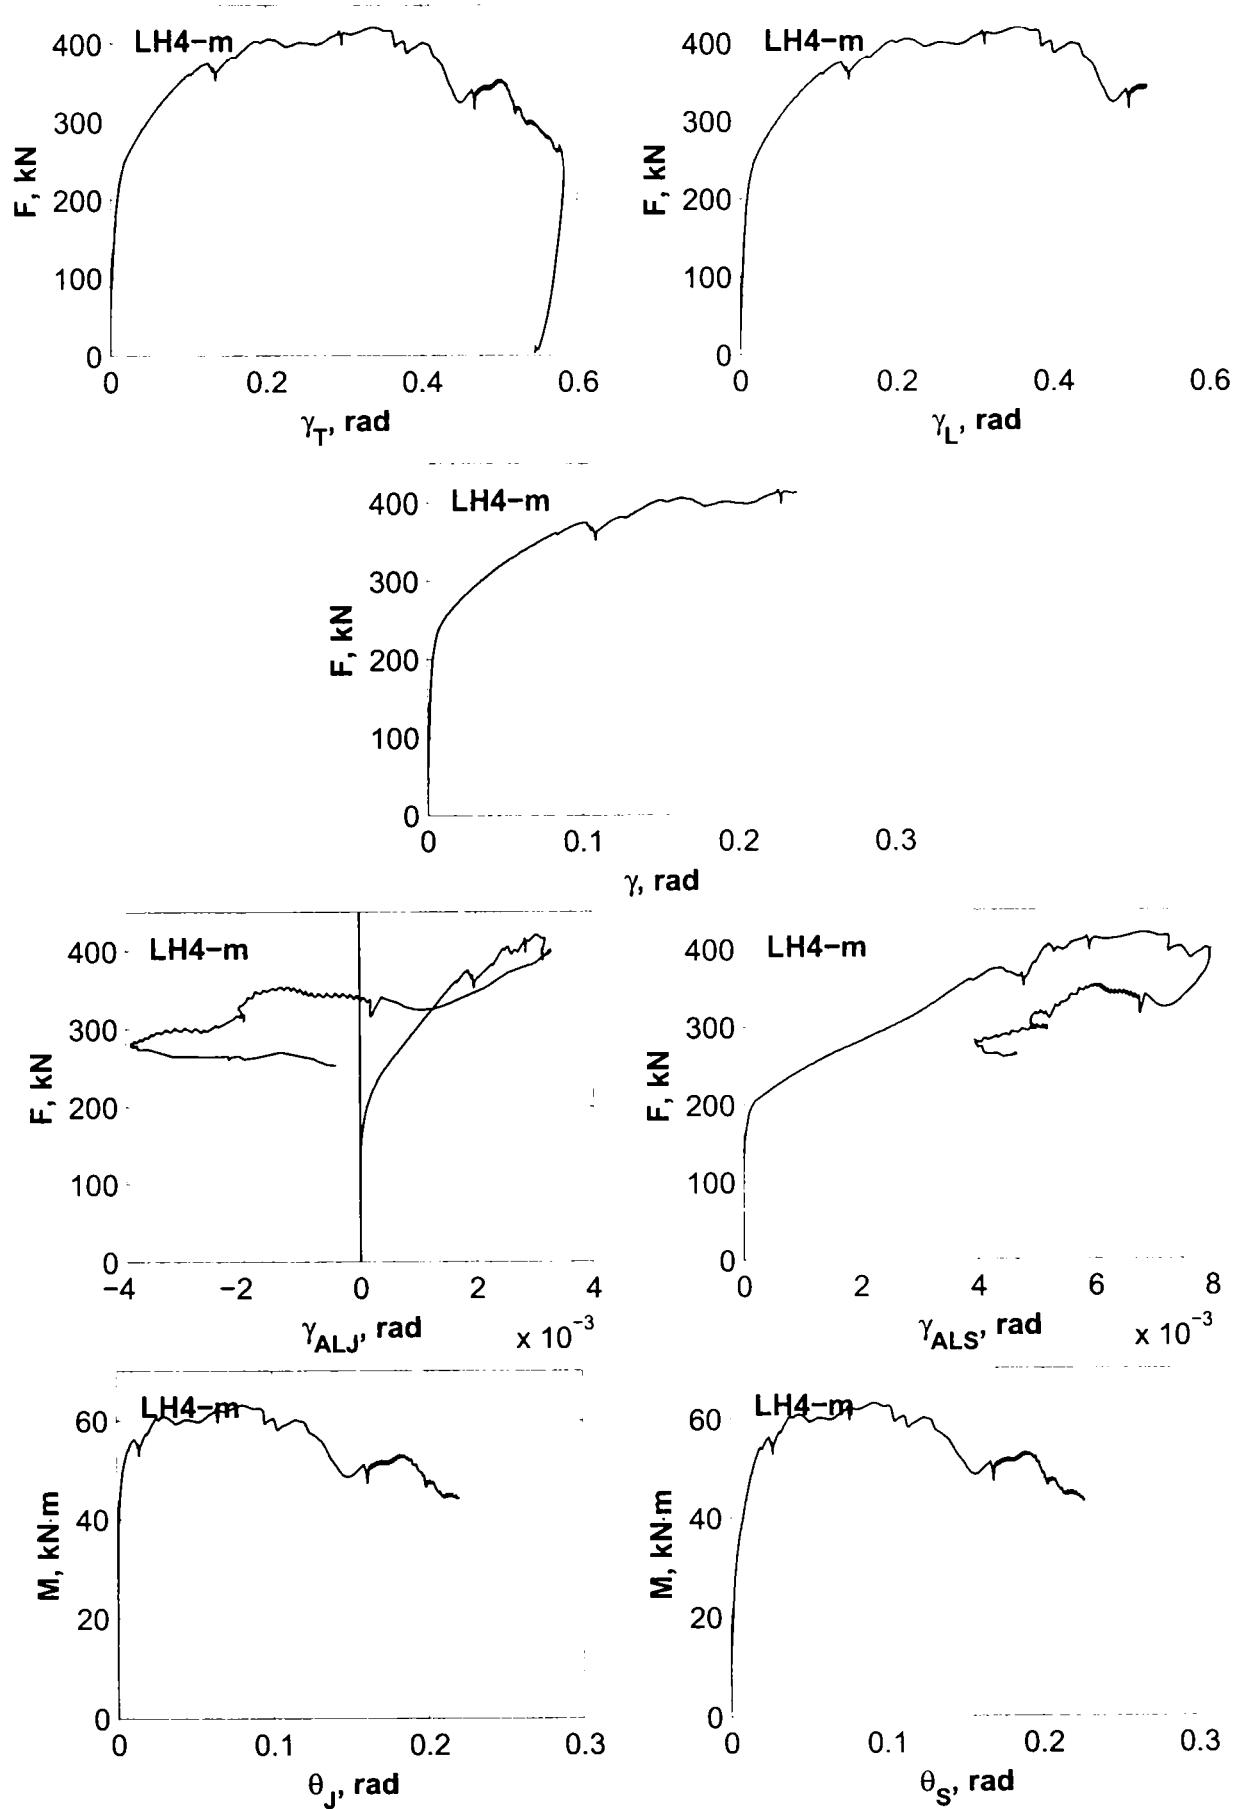 LH4−m
400
300
200
100
0
F, kN
0 0.2 0.4 0.6
γT, rad
LH4−m
400
300
200
100
0
F, kN
0 0.2 0.4 0.6
γL, rad
LH4−m
400
300
200
100
0
F, kN
0 0.1 0.2 0.3
γ, rad
LH4−m
400
300
200
100
0
F, kN
−4 −2 0 2 4
γALJ, rad x 10−3
LH4−m
400
300
200
100
0
F, kN
0 2 4 6 8
γALS, rad x 10−3
LH4−m
60
40
20
0
M, kN·m
0 0.1 0.2 0.3
θJ, rad
LH4−m
60
40
20
0
M, kN·m
0 0.1 0.2 0.3
θS, rad